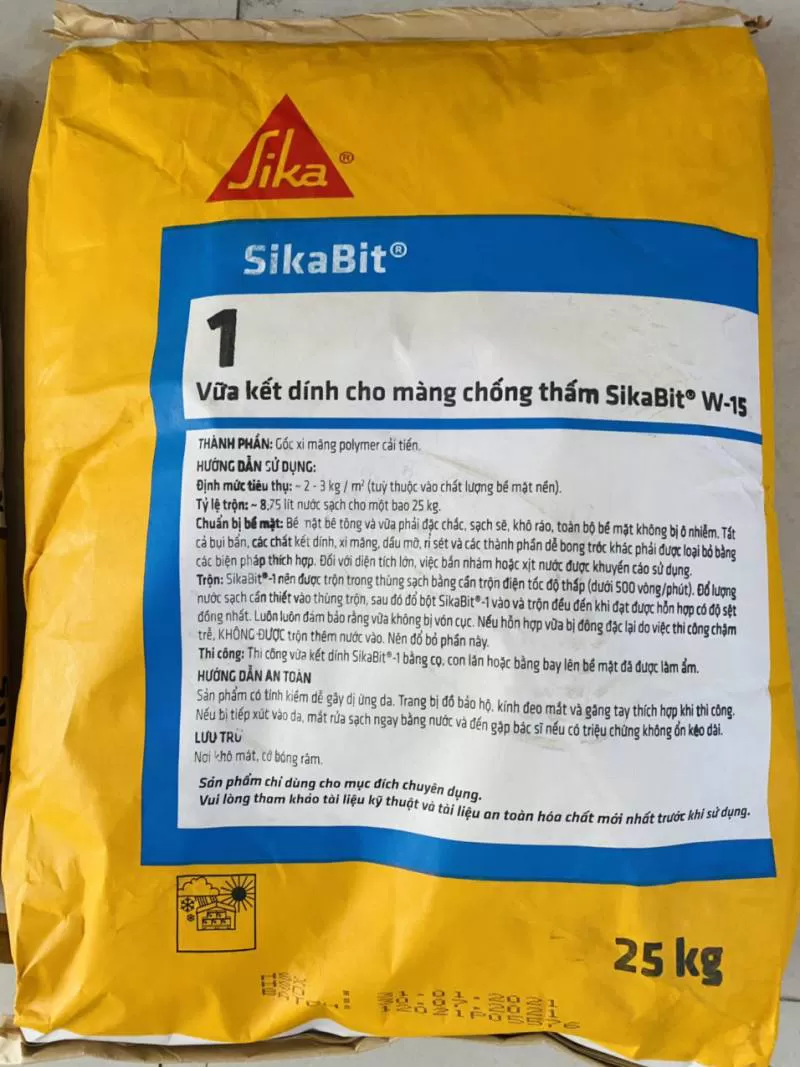 Sika®
SikaBit®
1
Vữa kết dính cho màng chống thấm SikaBit® W-15
THÀNH PHẦN: Gốc xi măng polymer cải tiến.
HƯỚNG DẪN SỬ DỤNG:
Định mức tiêu thụ: ~ 2 - 3 kg / m² (tuỳ thuộc vào chất lượng bề mặt nền).
Tỷ lệ trộn: ~ 8,75 lít nước sạch cho một bao 25 kg.
Chuẩn bị bề mặt: Bề mặt bê tông và vữa phải đặc chắc, sạch sẽ, khô ráo, toàn bộ bề mặt không bị ô nhiễm. Tất
cả bụi bẩn, các chất kết dính, xi măng, dầu mỡ, rỉ sét và các thành phần dễ bong tróc khác phải được loại bỏ bằng
các biện pháp thích hợp. Đối với diện tích lớn, việc bắn nhám hoặc xịt nước được khuyến cáo sử dụng.
Trộn: SikaBit®-1 nên được trộn trong thùng sạch bằng cần trộn điện tốc độ thấp (dưới 500 vòng/phút). Đổ lượng
nước sạch cần thiết vào thùng trộn, sau đó đổ bột SikaBit®-1 vào và trộn đều đến khi đạt được hỗn hợp có độ sệt
đồng nhất. Luôn luôn đảm bảo rằng vữa không bị vón cục. Nếu hỗn hợp vữa bị đông đặc lại do việc thi công chậm
trễ, KHÔNG ĐƯỢC trộn thêm nước vào. Nên đổ bỏ phần này.
Thi công: Thi công vữa kết dính SikaBit®-1 bằng cọ, con lăn hoặc bằng bay lên bề mặt đã được làm ẩm.
HƯỚNG DẪN AN TOÀN
Sản phẩm có tính kiềm dễ gây dị ứng da. Trang bị đồ bảo hộ, kính đeo mắt và găng tay thích hợp khi thi công.
Nếu bị tiếp xúc vào da, mắt rửa sạch ngay bằng nước và đến gặp bác sĩ nếu có triệu chứng không ổn kéo dài.
LƯU TRỮ
Nơi khô mát, có bóng râm.
Sản phẩm chỉ dùng cho mục đích chuyên dụng.
Vui lòng tham khảo tài liệu kỹ thuật và tài liệu an toàn hóa chất mới nhất trước khi sử dụng.
25 kg